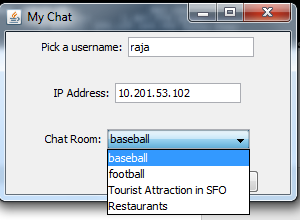 My Chat
Pick a username: raja
IP Address: 10.201.53.102
Chat Room: baseball
baseball
football
Tourist Attraction in SFO
Restaurants